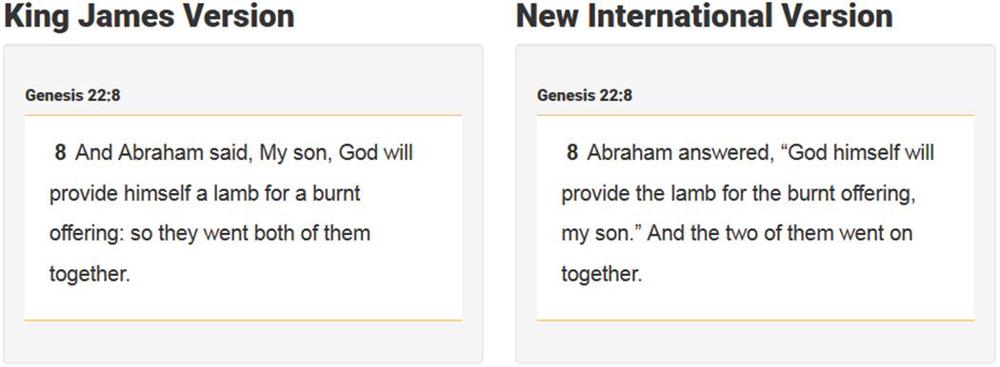 King James Version
Genesis 22:8
8 And Abraham said, My son, God will
provide himself a lamb for a burnt
offering: so they went both of them
together.
New International Version
Genesis 22:8
8 Abraham answered, “God himself will
provide the lamb for the burnt offering,
my son.” And the two of them went on
together.